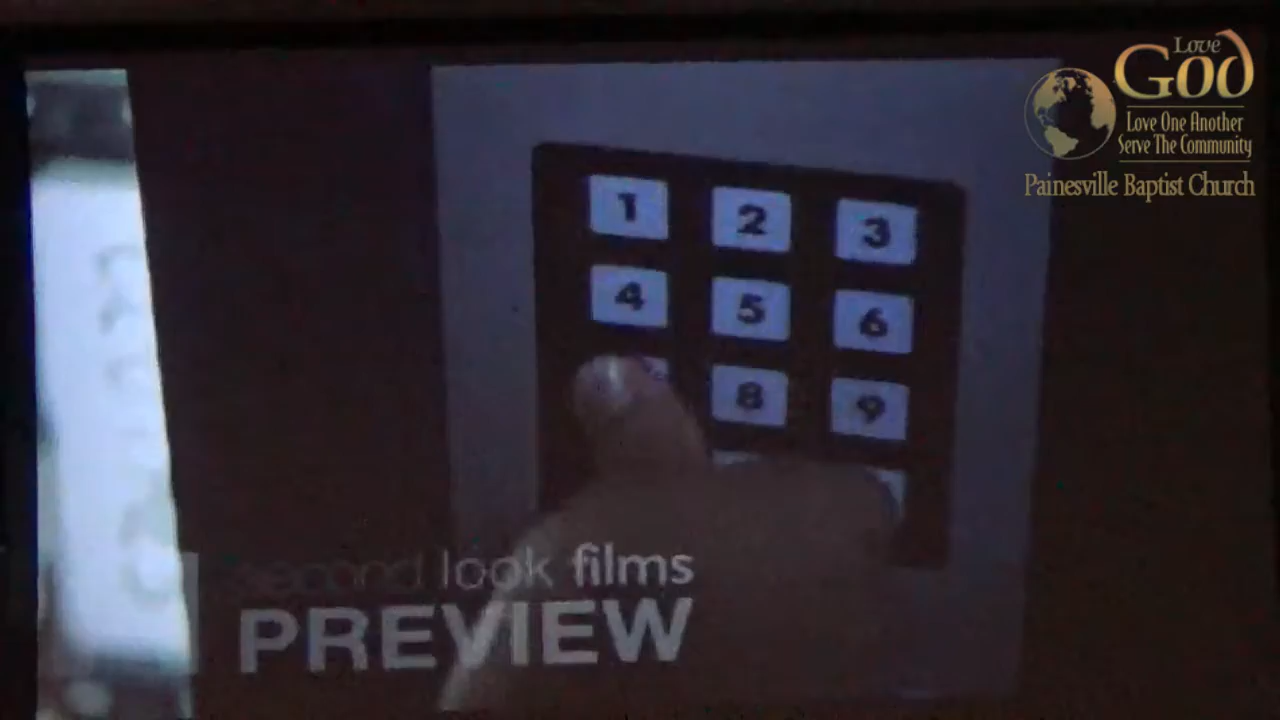 Love
God
Love One Another
Serve The Community
Painesville Baptist Church
1 2 3
4 5 6
8 9
second look films
PREVIEW